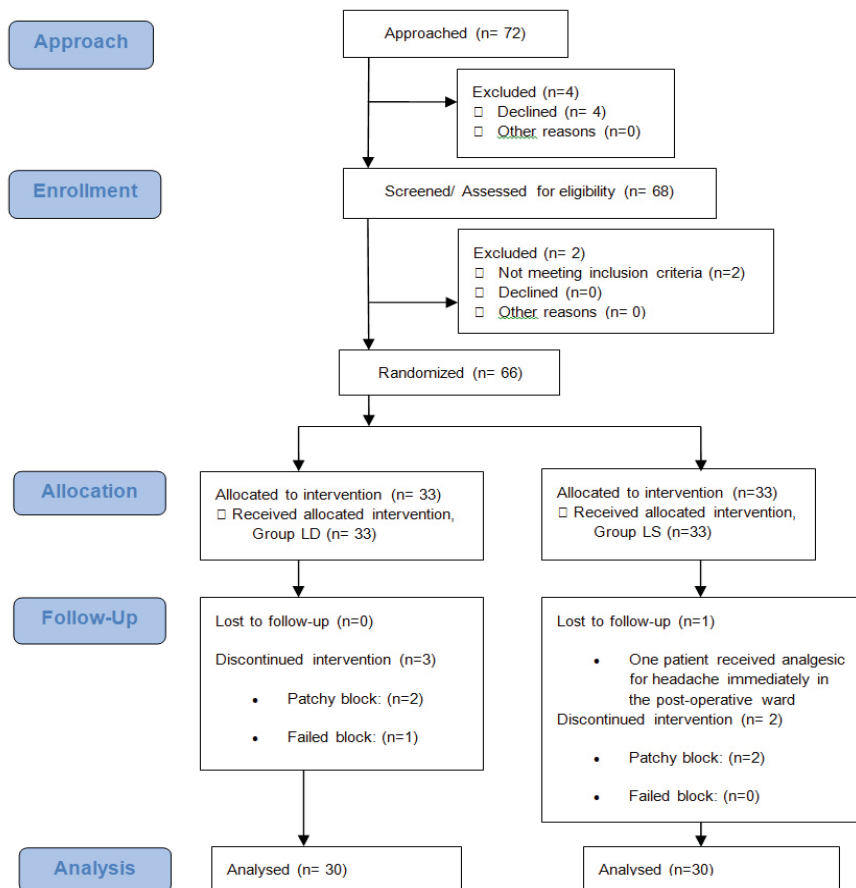 Approach
Approached (n= 72)
Excluded (n=4)
□ Declined (n= 4)
□ Other reasons (n=0)
Enrollment
Screened/ Assessed for eligibility (n= 68)
Excluded (n= 2)
□ Not meeting inclusion criteria (n=2)
□ Declined (n=0)
□ Other reasons (n= 0)
Randomized (n= 66)
Allocation
Allocated to intervention (n= 33)
□ Received allocated intervention,
Group LD (n= 33)
Allocated to intervention (n=33)
□ Received allocated intervention,
Group LS (n=33)
Follow-Up
Lost to follow-up (n=0)
Discontinued intervention (n=3)
• Patchy block: (n=2)
• Failed block: (n=1)
Lost to follow-up (n=1)
• One patient received analgesic
for headache immediately in
the post-operative ward
Discontinued intervention (n= 2)
• Patchy block: (n=2)
• Failed block: (n=0)
Analysis
Analysed (n= 30)
Analysed (n=30)